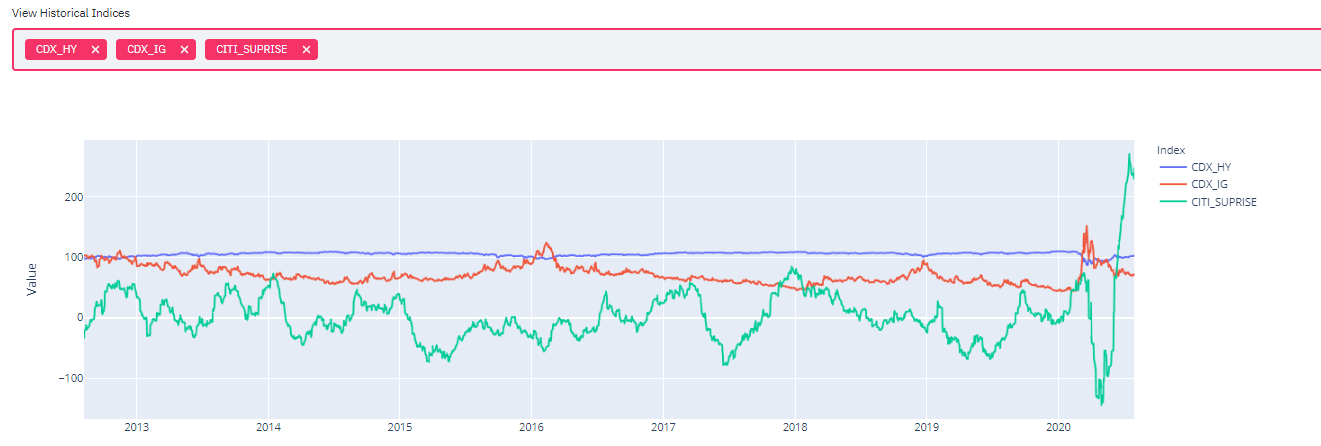 View Historical Indices
CDX_HY × CDX_IG × CITI_SUPRISE ×
Index
CDX_HY
CDX_IG
CITI_SUPRISE
Value
200
100
0
−100
2013 2014 2015 2016 2017 2018 2019 2020